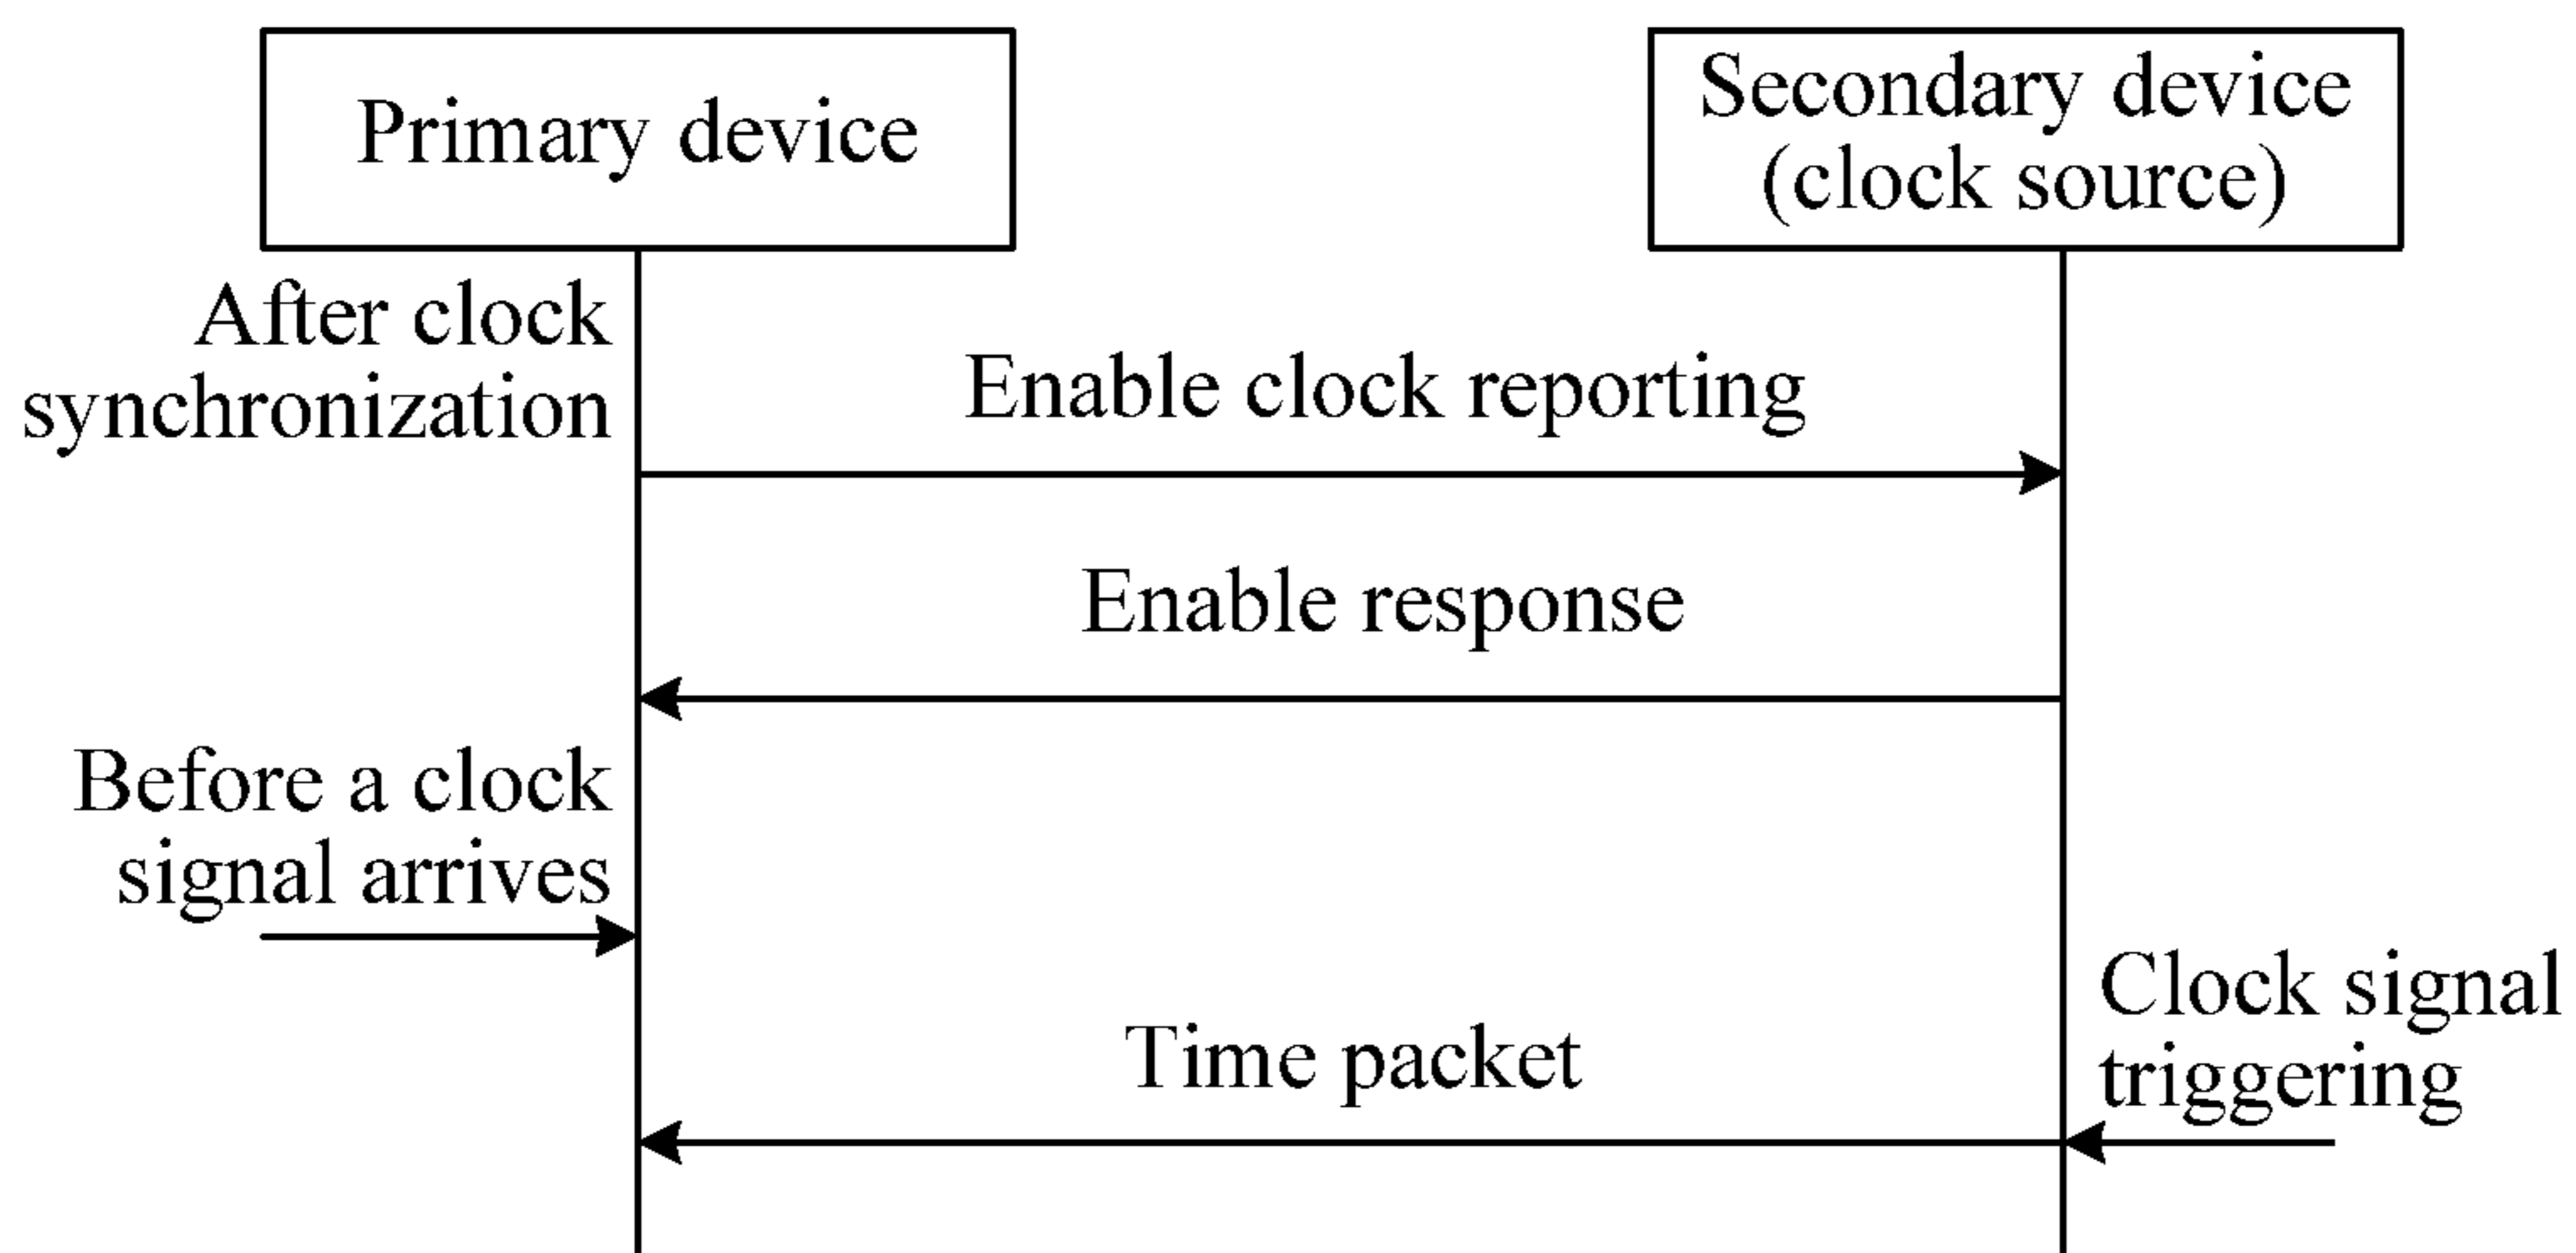 Primary device
Secondary device
(clock source)
After clock
synchronization
Enable clock reporting
Enable response
Before a clock
signal arrives
Clock signal
triggering
Time packet